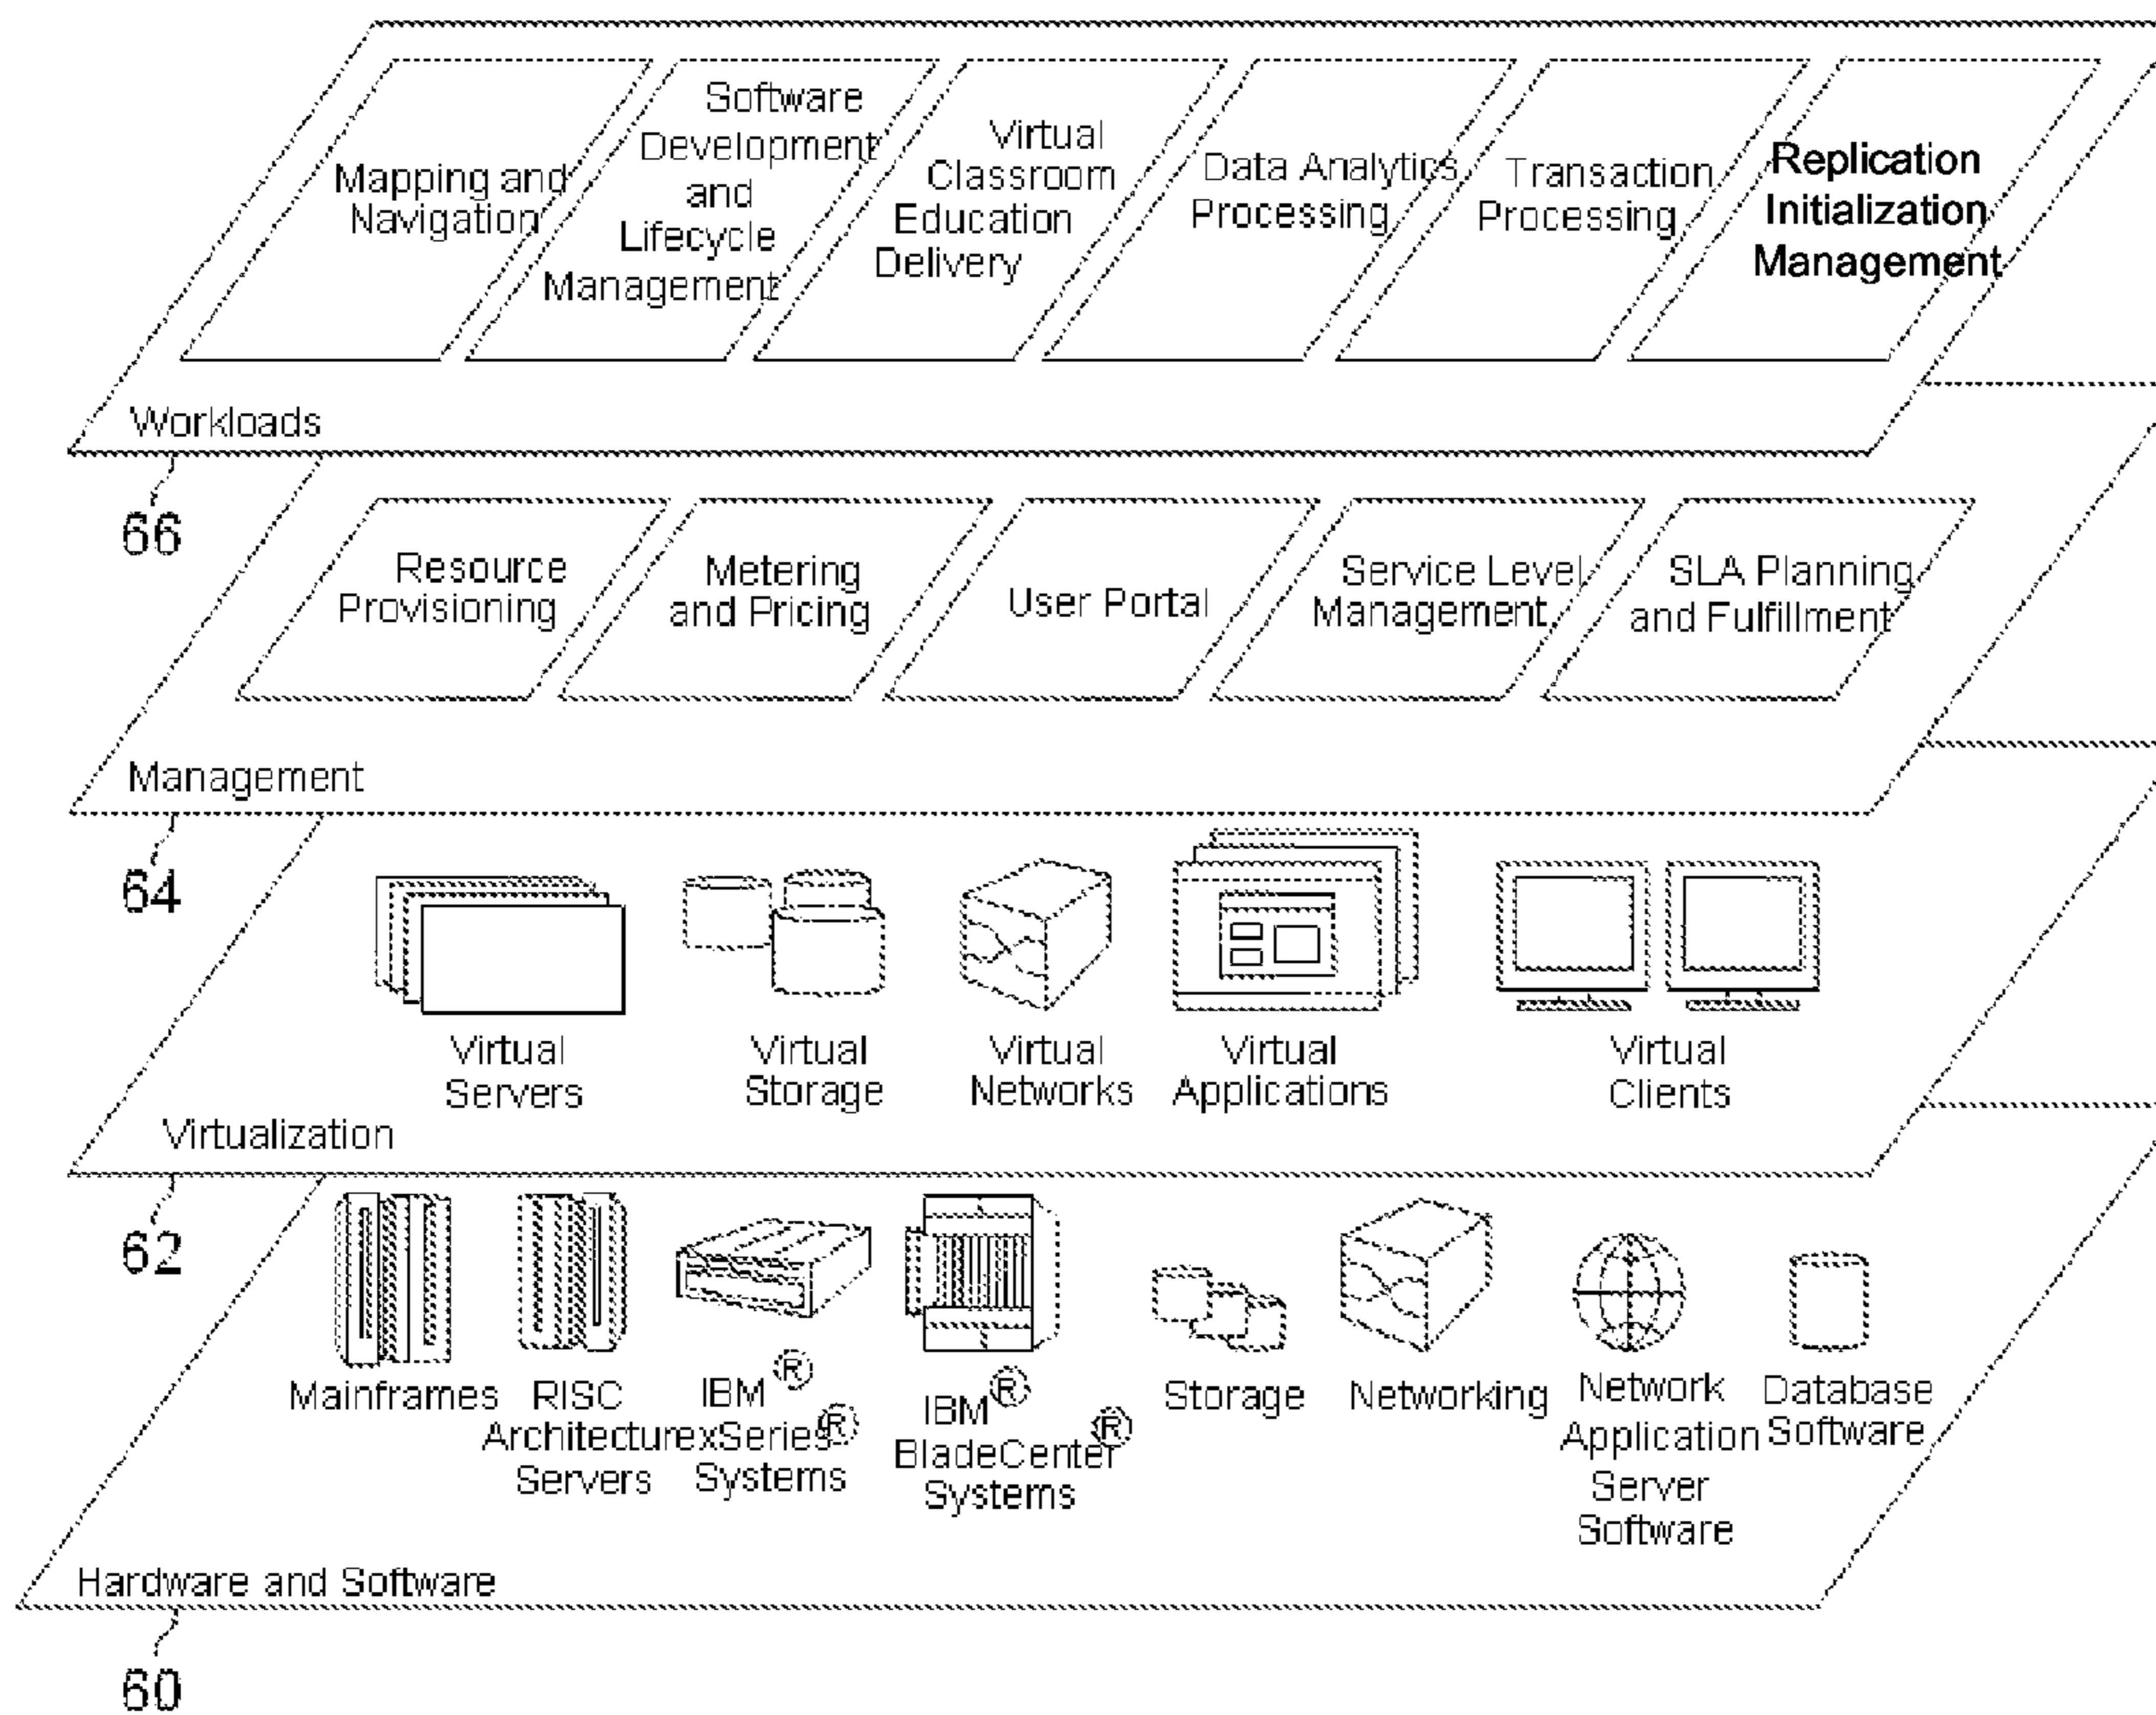 Mapping and
Navigation
Software
Development
and
Lifecycle
Management
Virtual
Classroom
Education
Delivery
Data Analytics
Processing
Transaction
Processing
Replication
Initialization
Management
Workloads
66
Resource
Provisioning
Metering
and Pricing
User Portal
Service Level
Management
SLA Planning
and Fulfillment
Management
64
Virtual
Servers
Virtual
Storage
Virtual
Networks
Virtual
Applications
Virtual
Clients
Virtualization
62
Mainframes
RISC
Architecture
Servers
IBM ®
xSeries ®
Systems
IBM ®
BladeCenter ®
Systems
Storage
Networking
Network
Application
Server
Software
Database
Software
Hardware and Software
60